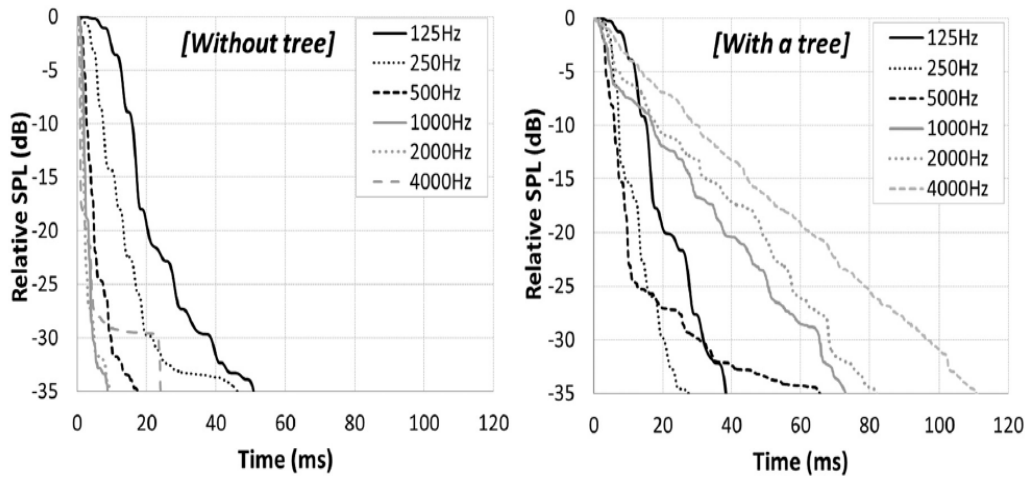 [Without tree]
125Hz
250Hz
500Hz
1000Hz
2000Hz
4000Hz
0
-5
-10
-15
-20
-25
-30
-35
Relative SPL (dB)
0 20 40 60 80 100 120
Time (ms)
[With a tree]
125Hz
250Hz
500Hz
1000Hz
2000Hz
4000Hz
0
-5
-10
-15
-20
-25
-30
-35
Relative SPL (dB)
0 20 40 60 80 100 120
Time (ms)